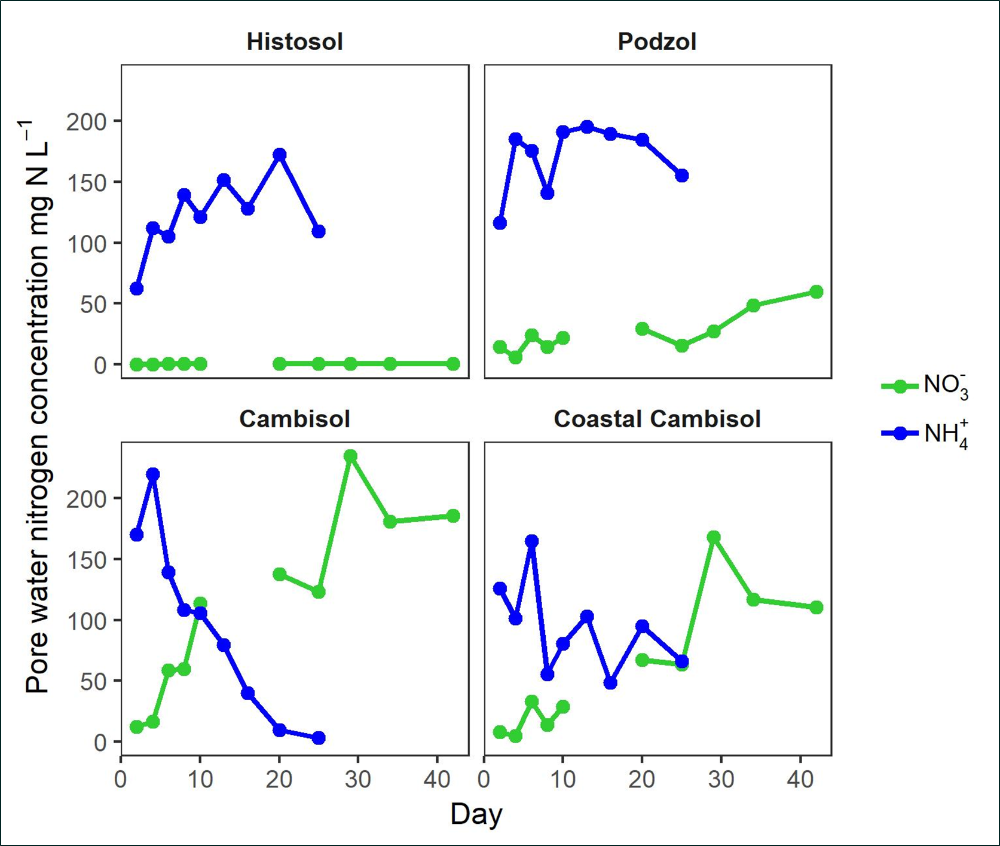 Histosol
Podzol
200
150
100
50
0
Cambisol
Coastal Cambisol
200
150
100
50
0
0 10 20 30 40
0 10 20 30 40
Day
Pore water nitrogen concentration mg N L⁻¹
NO₃⁻
NH₄⁺